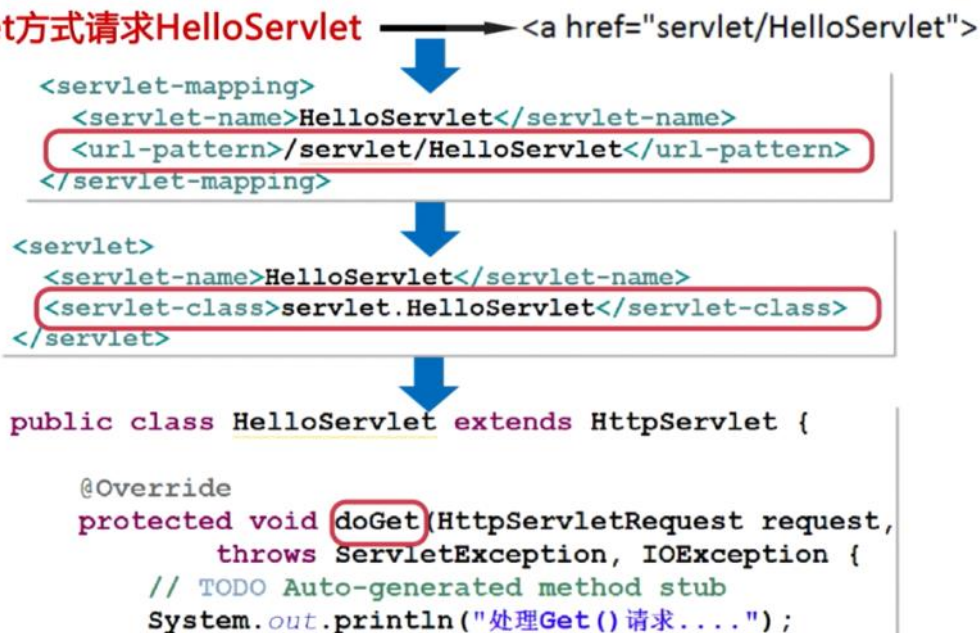 t方式请求HelloServlet <a href="servlet/HelloServlet">
<servlet-mapping>
<servlet-name>HelloServlet</servlet-name>
<url-pattern>/servlet/HelloServlet</url-pattern>
</servlet-mapping>
<servlet>
<servlet-name>HelloServlet</servlet-name>
<servlet-class>servlet.HelloServlet</servlet-class>
</servlet>
public class HelloServlet extends HttpServlet {
@Override
protected void doGet(HttpServletRequest request,
throws ServletException, IOException {
// TODO Auto-generated method stub
System.out.println("处理Get()请求....");